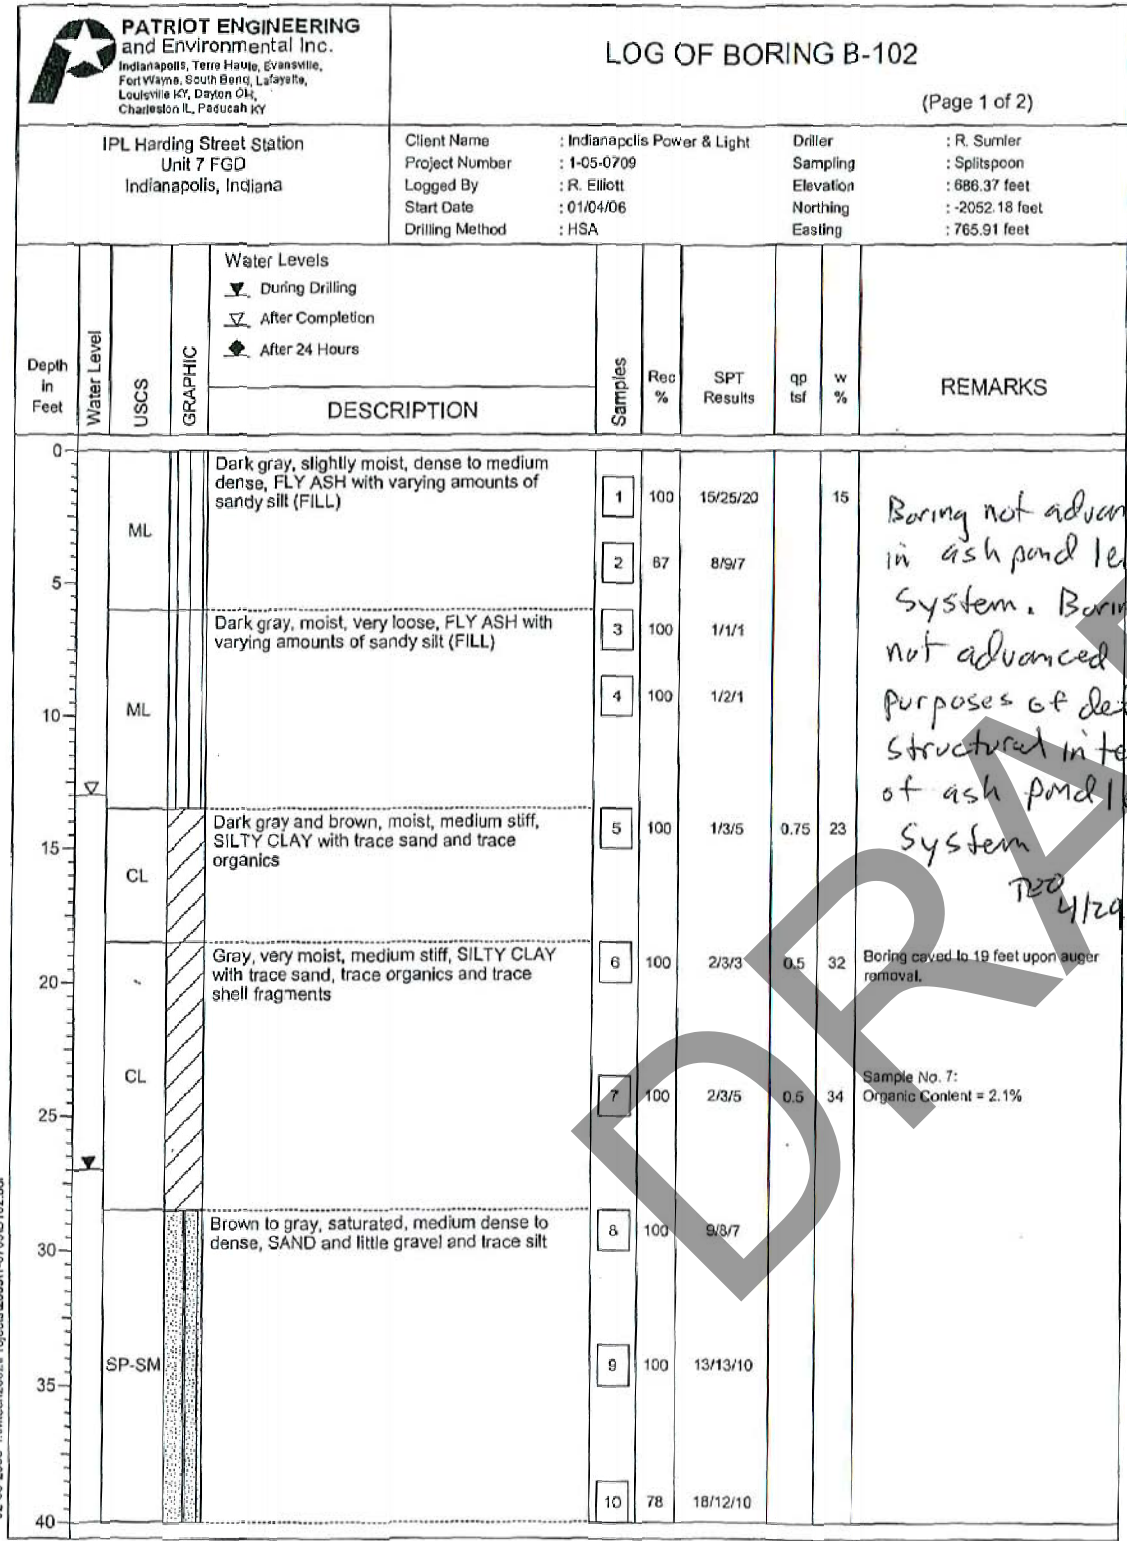 PATRIOT ENGINEERING
and Environmental Inc.
Indianapolis, Terre Haute, Evansville,
Fort Wayne, South Bend, Lafayette,
Louisville KY, Dayton OH,
Charleston IL, Paducah KY
LOG OF BORING B-102
(Page 1 of 2)
IPL Harding Street Station
Unit 7 FGD
Indianapolis, Indiana
Client Name : Indianapolis Power & Light
Project Number : 1-05-0709
Logged By : R. Elliott
Start Date : 01/04/06
Drilling Method : HSA
Driller : R. Sumler
Sampling : Splitspoon
Elevation : 686.37 feet
Northing : -2052.18 feet
Easting : 765.91 feet
Depth
in
Feet
Water Level
USCS
GRAPHIC
Water Levels
During Drilling
After Completion
After 24 Hours
DESCRIPTION
Samples
Rec
%
SPT
Results
qp
tsf
w
%
REMARKS
0
Dark gray, slightly moist, dense to medium
dense, FLY ASH with varying amounts of
sandy silt (FILL)
ML
1 100 15/25/20 15
2 67 8/9/7
5
Dark gray, moist, very loose, FLY ASH with
varying amounts of sandy silt (FILL)
3 100 1/1/1
4 100 1/2/1
10
ML
Dark gray and brown, moist, medium stiff,
SILTY CLAY with trace sand and trace
organics
5 100 1/3/5 0.75 23
15
CL
Gray, very moist, medium stiff, SILTY CLAY
with trace sand, trace organics and trace
shell fragments
6 100 2/3/3 0.5 32
20
CL
7 100 2/3/5 0.5 34
25
Brown to gray, saturated, medium dense to
dense, SAND and little gravel and trace silt
8 100 9/8/7
30
SP-SM
9 100 13/13/10
35
10 78 18/12/10
40
Boring not advan
in ash pond le
System. Borin
not advanced
purposes of de
structural inte
of ash pond l
System
TEO
4/29
Boring caved to 19 feet upon auger
removal.
Sample No. 7:
Organic Content = 2.1%
DRA